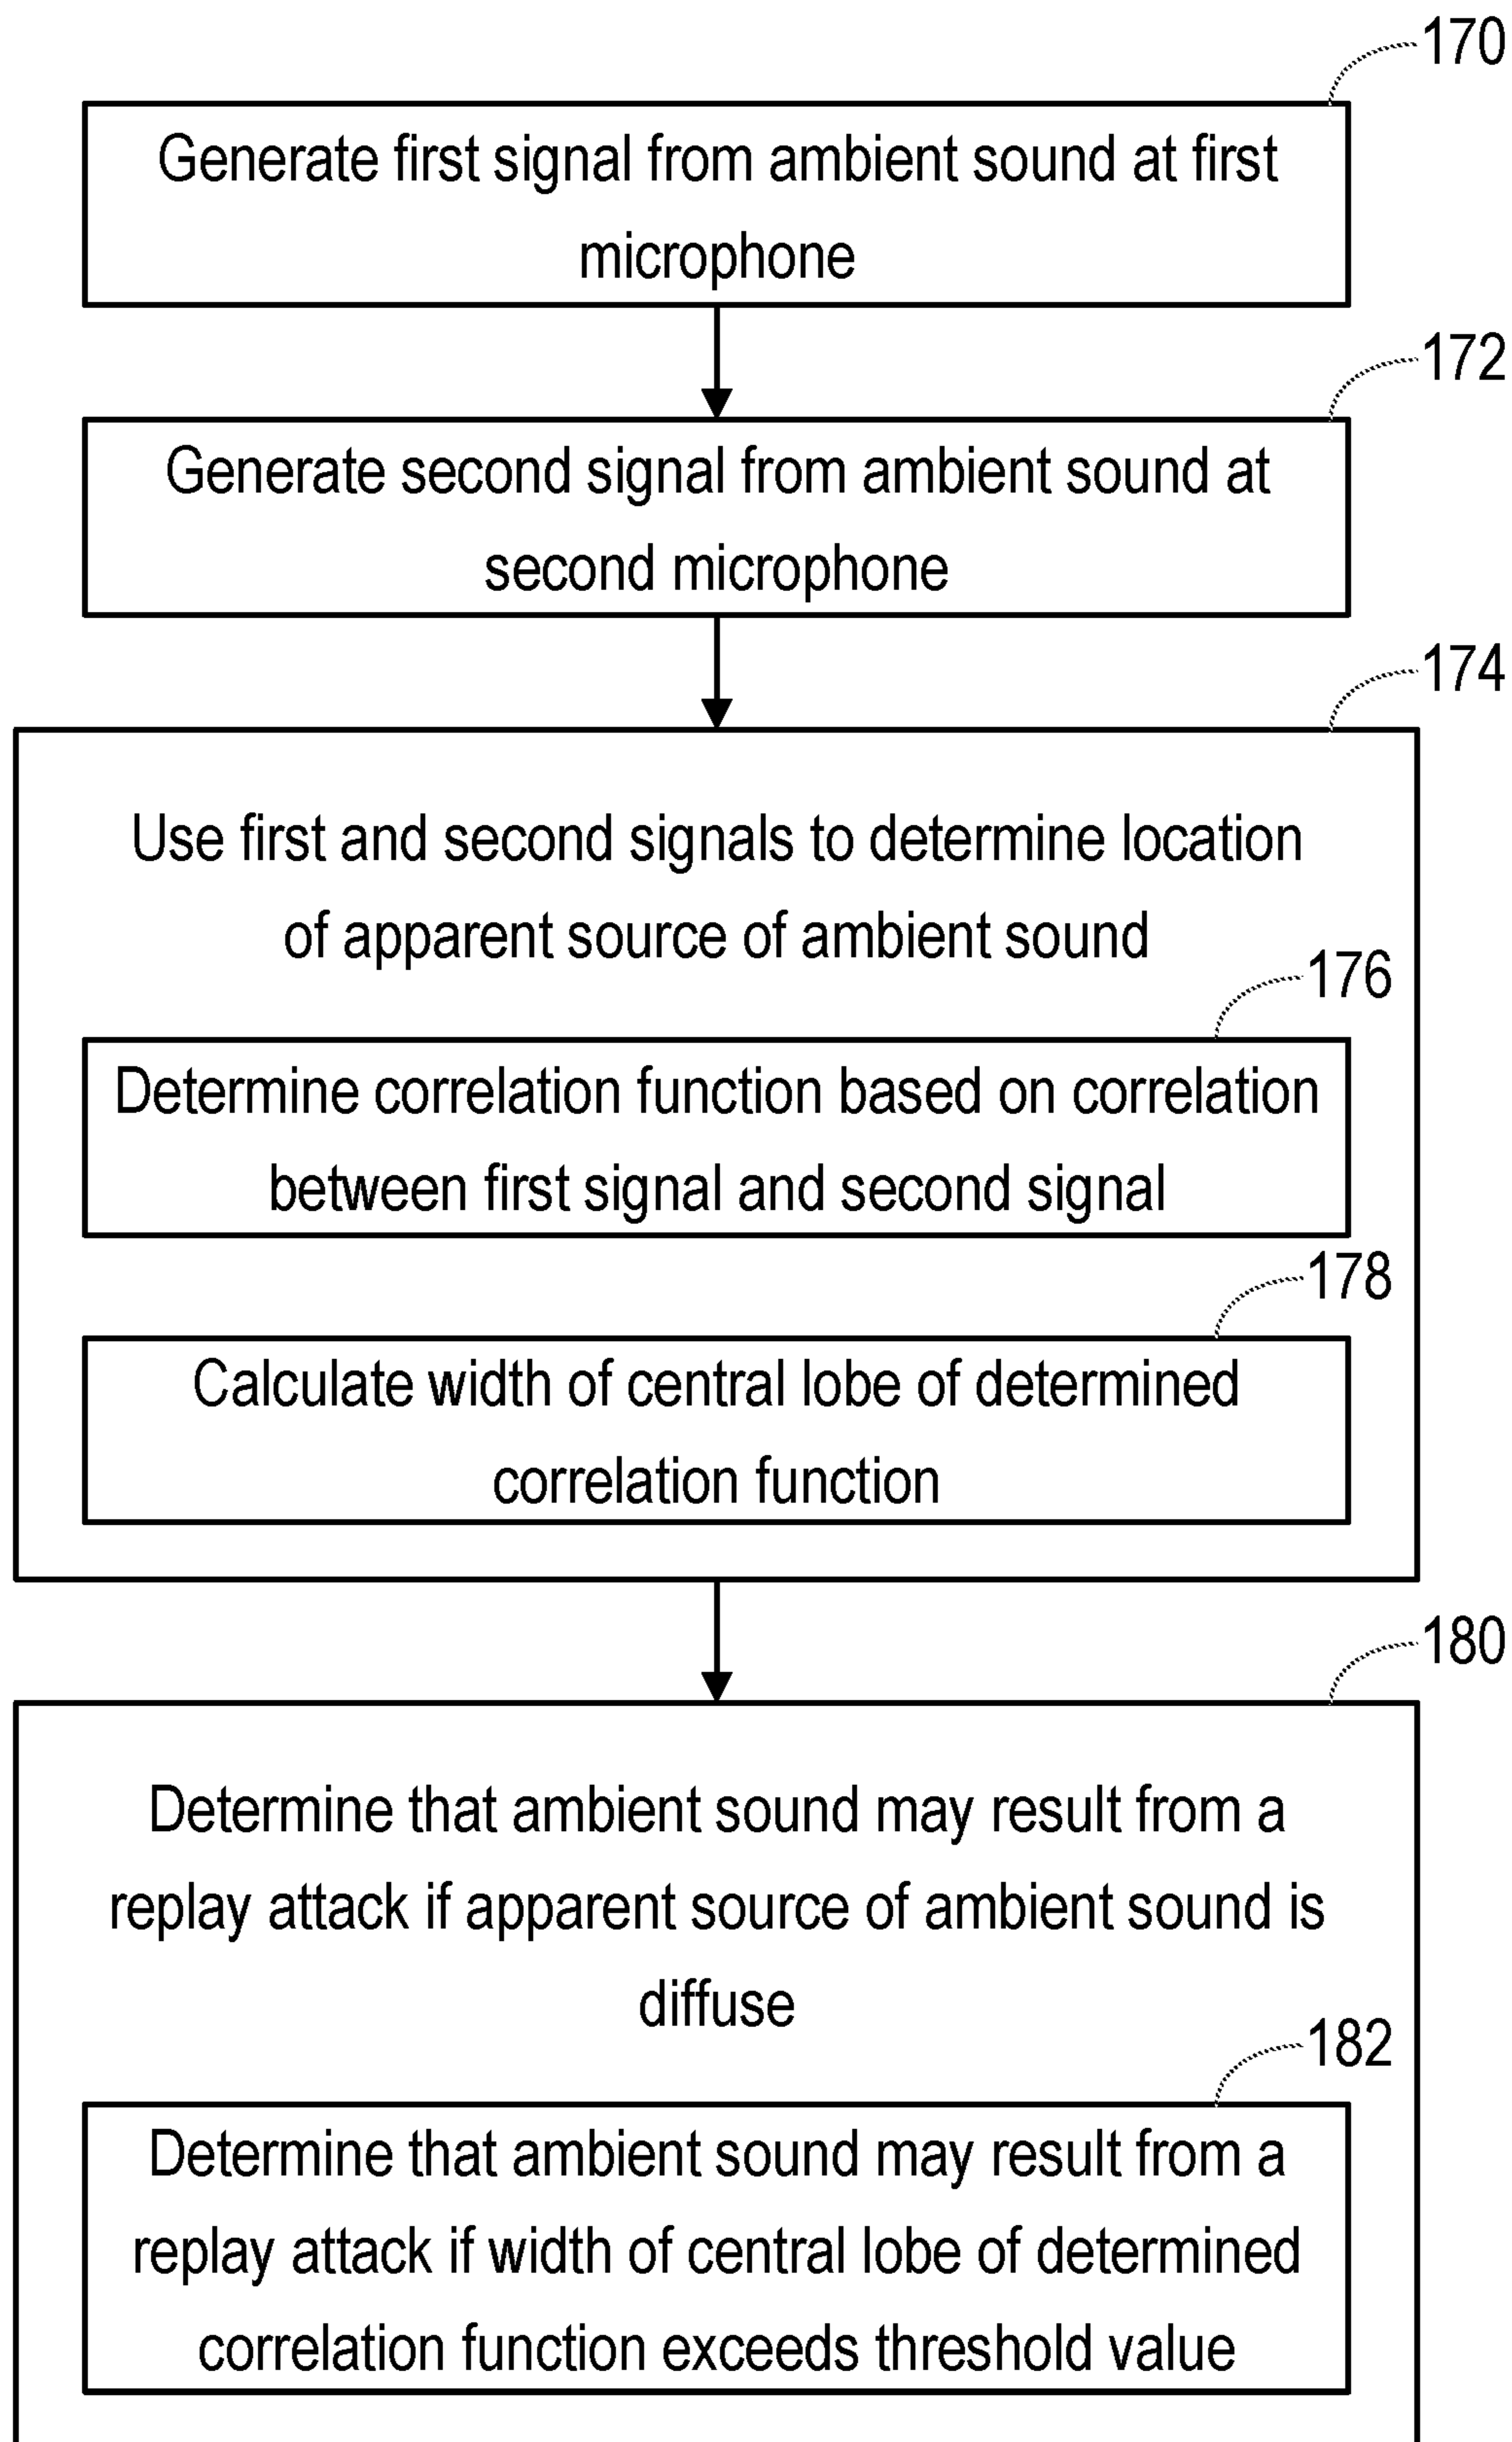 170
Generate first signal from ambient sound at first
microphone
172
Generate second signal from ambient sound at
second microphone
174
Use first and second signals to determine location
of apparent source of ambient sound
176
Determine correlation function based on correlation
between first signal and second signal
178
Calculate width of central lobe of determined
correlation function
180
Determine that ambient sound may result from a
replay attack if apparent source of ambient sound is
diffuse
182
Determine that ambient sound may result from a
replay attack if width of central lobe of determined
correlation function exceeds threshold value